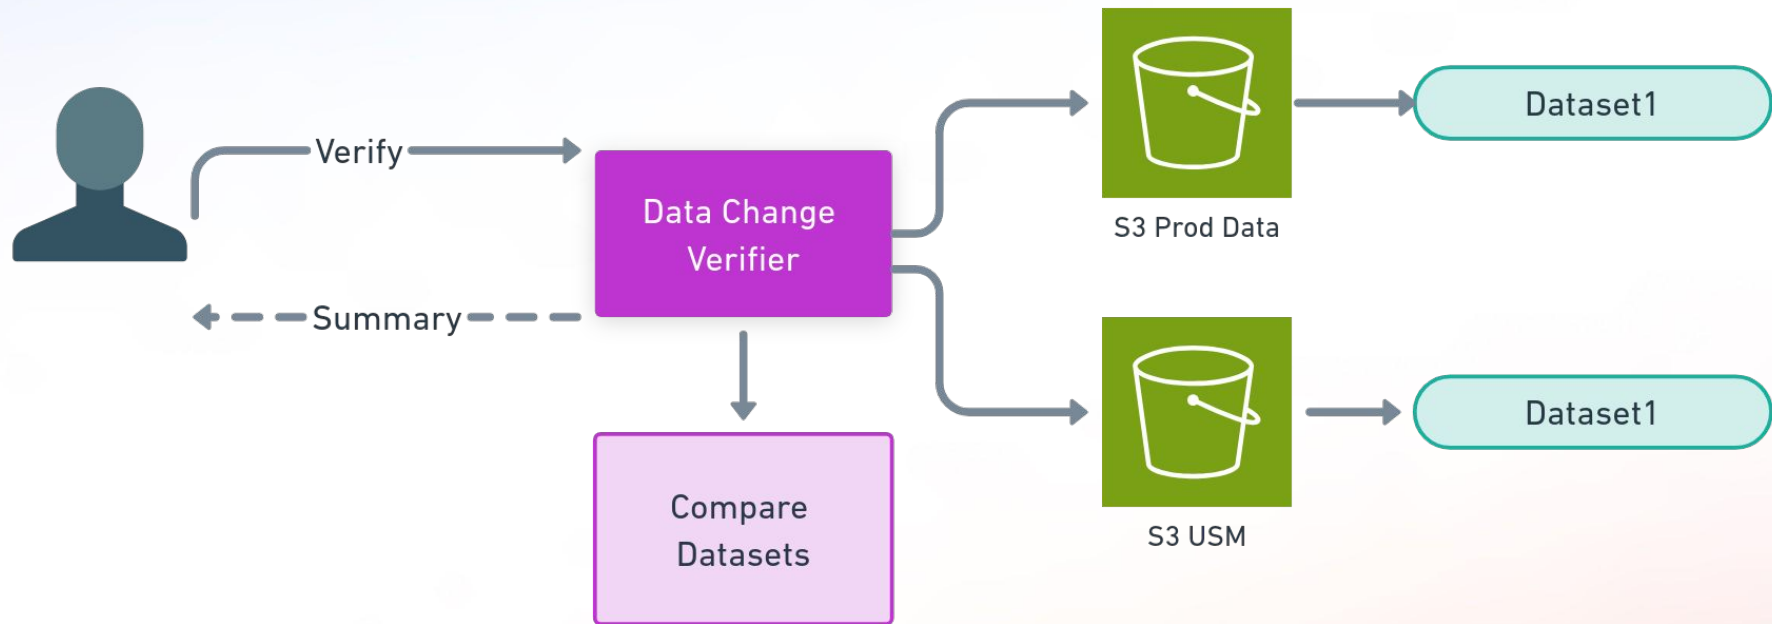 Verify
Data Change
Verifier
Summary
Compare
Datasets
S3 Prod Data
Dataset1
S3 USM
Dataset1